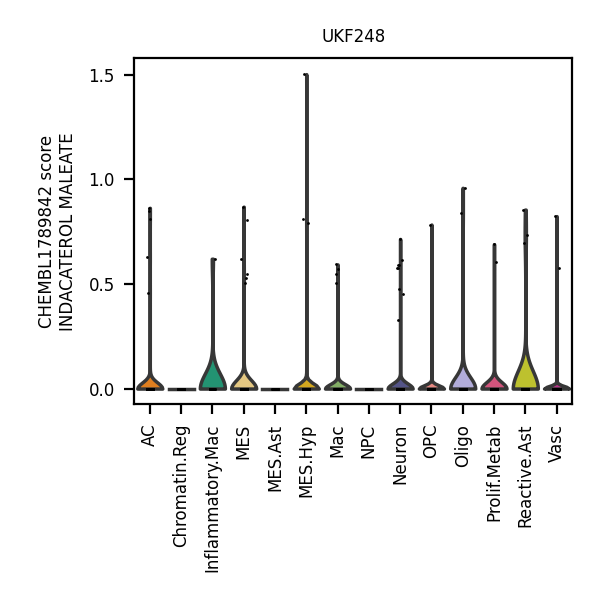 UKF248
CHEMBL1789842 score
INDACATEROL MALEATE
1.5
1.0
0.5
0.0
AC
Chromatin.Reg
Inflammatory.Mac
MES
MES.Ast
MES.Hyp
Mac
NPC
Neuron
OPC
Oligo
Prolif.Metab
Reactive.Ast
Vasc